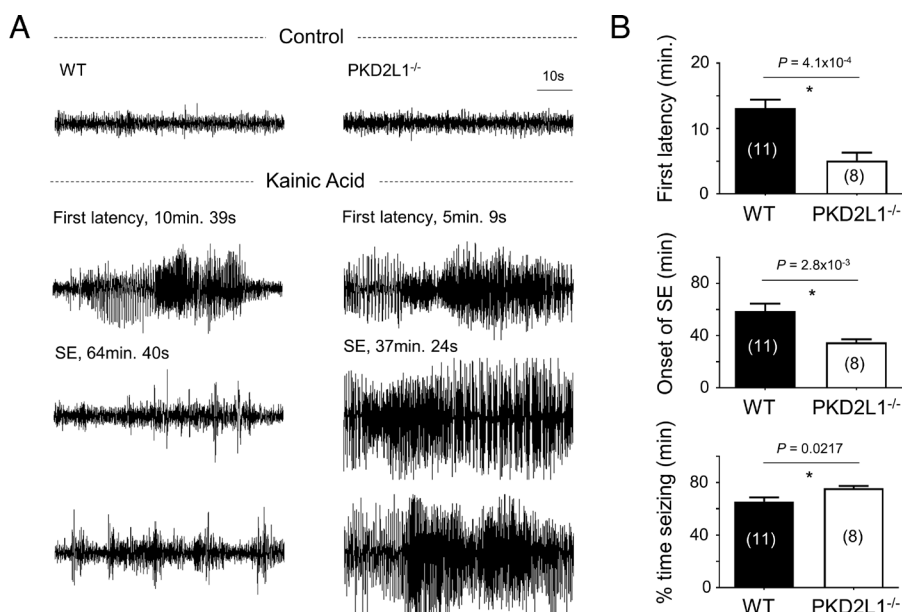 A
Control
WT
PKD2L1-/-
10s
Kainic Acid
First latency, 10min. 39s
First latency, 5min. 9s
SE, 64min. 40s
SE, 37min. 24s
B
First latency (min.)
20
10
0
P = 4.1x10-4
*
(11)
(8)
WT
PKD2L1-/-
Onset of SE (min)
80
40
0
P = 2.8x10-3
*
(11)
(8)
WT
PKD2L1-/-
% time seizing (min)
80
40
0
P = 0.0217
*
(11)
(8)
WT
PKD2L1-/-